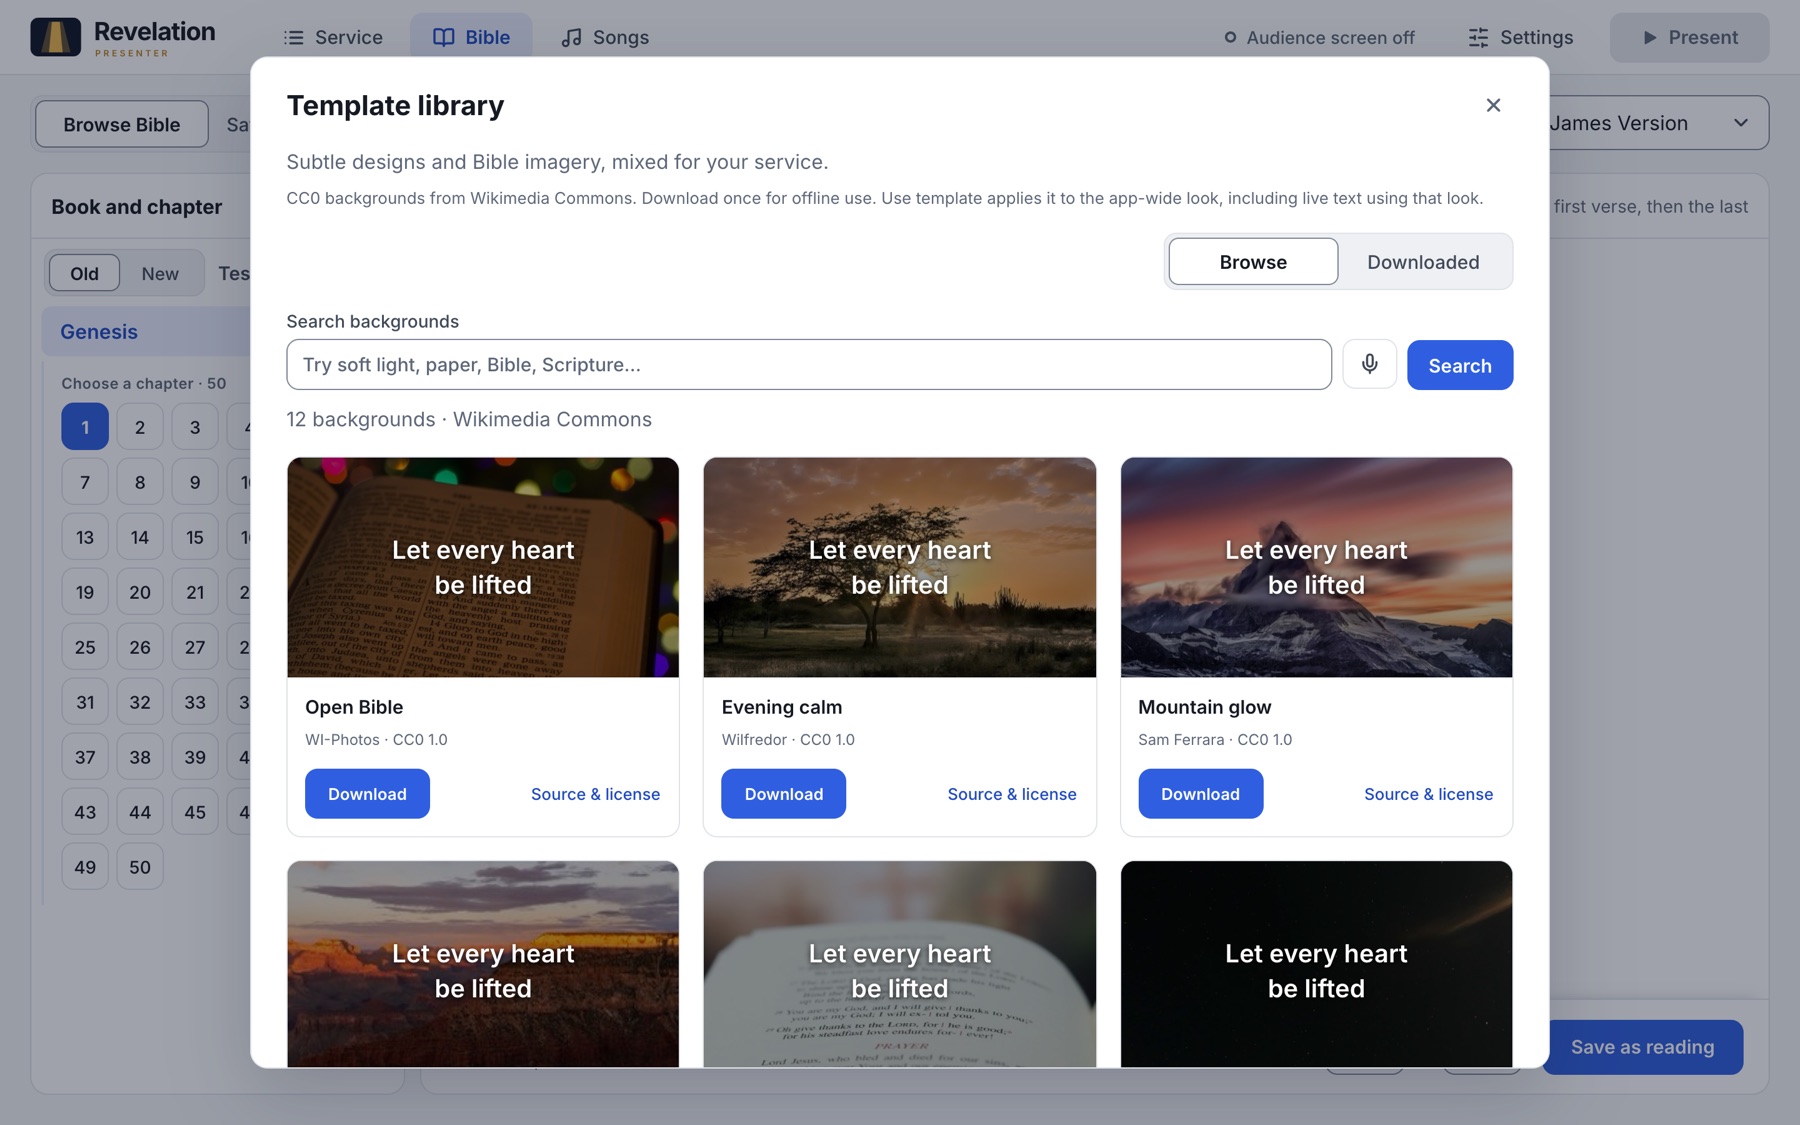 Revelation
PRESENTER
Service
Bible
Songs
Audience screen off
Settings
Present
Browse Bible
James Version
Template library
Subtle designs and Bible imagery, mixed for your service.
CC0 backgrounds from Wikimedia Commons. Download once for offline use. Use template applies it to the app-wide look, including live text using that look.
Book and chapter
first verse, then the last
Browse
Downloaded
Old
New
Genesis
Search backgrounds
Try soft light, paper, Bible, Scripture...
Search
12 backgrounds · Wikimedia Commons
Choose a chapter · 50
1 2 3
7 8 9
13 14 15
19 20 21
25 26 27
31 32 33
37 38 39
43 44 45
49 50
Let every heart
be lifted
Open Bible
WI-Photos · CC0 1.0
Download
Source & license
Let every heart
be lifted
Evening calm
Wilfredor · CC0 1.0
Download
Source & license
Let every heart
be lifted
Mountain glow
Sam Ferrara · CC0 1.0
Download
Source & license
Let every heart
be lifted
Let every heart
be lifted
Let every heart
be lifted
PRAYER
Save as reading